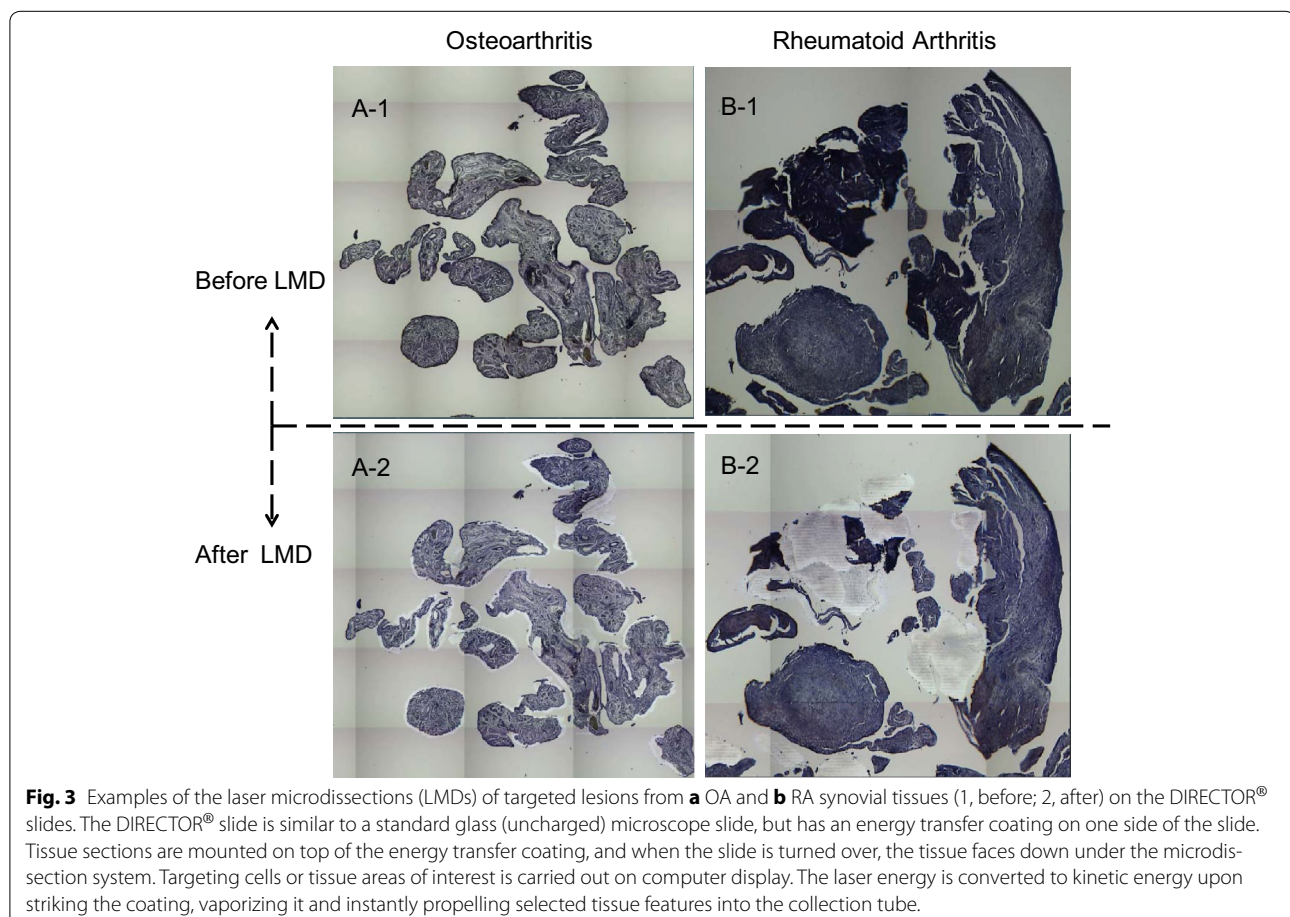 Osteoarthritis
Rheumatoid Arthritis
A-1
B-1
Before LMD
A-2
B-2
After LMD
Fig. 3 Examples of the laser microdissections (LMDs) of targeted lesions from a OA and b RA synovial tissues (1, before; 2, after) on the DIRECTOR®
slides. The DIRECTOR® slide is similar to a standard glass (uncharged) microscope slide, but has an energy transfer coating on one side of the slide.
Tissue sections are mounted on top of the energy transfer coating, and when the slide is turned over, the tissue faces down under the microdis-
section system. Targeting cells or tissue areas of interest is carried out on computer display. The laser energy is converted to kinetic energy upon
striking the coating, vaporizing it and instantly propelling selected tissue features into the collection tube.